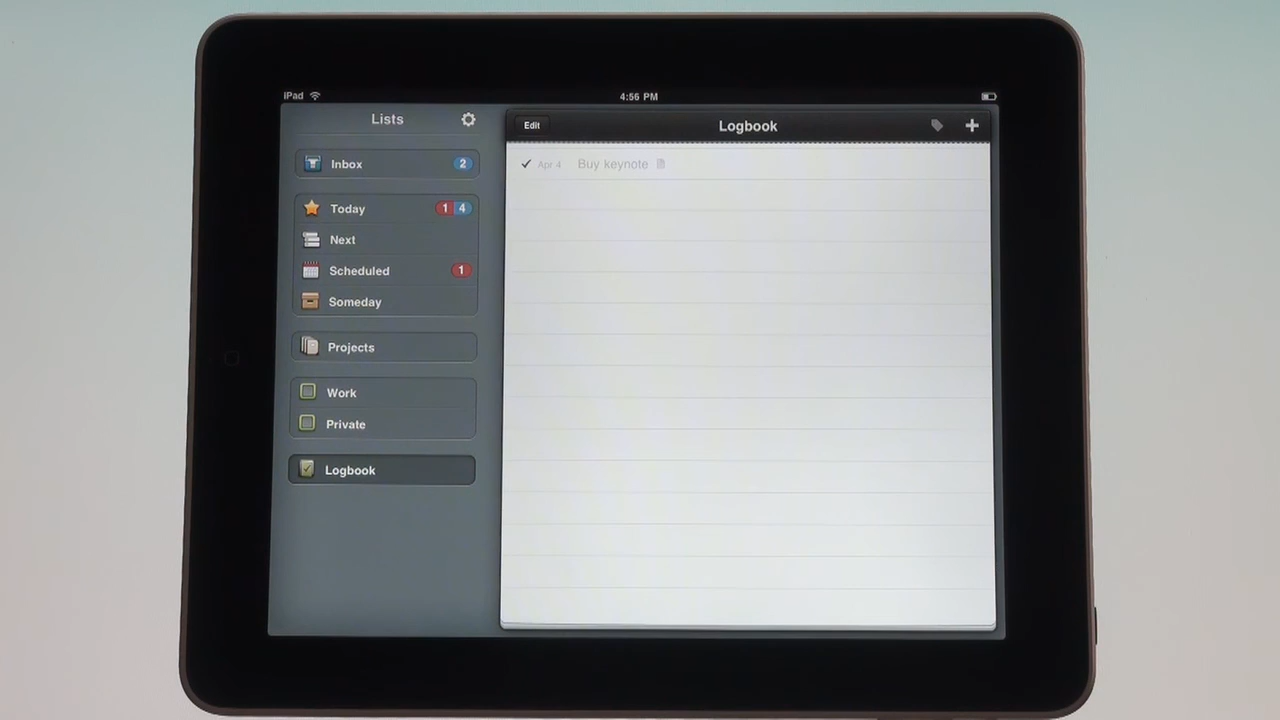 iPad 4:56 PM
Lists
Edit Logbook +
Inbox 2
✓ Apr 4 Buy keynote
Today 1 4
Next
Scheduled 1
Someday
Projects
Work
Private
Logbook